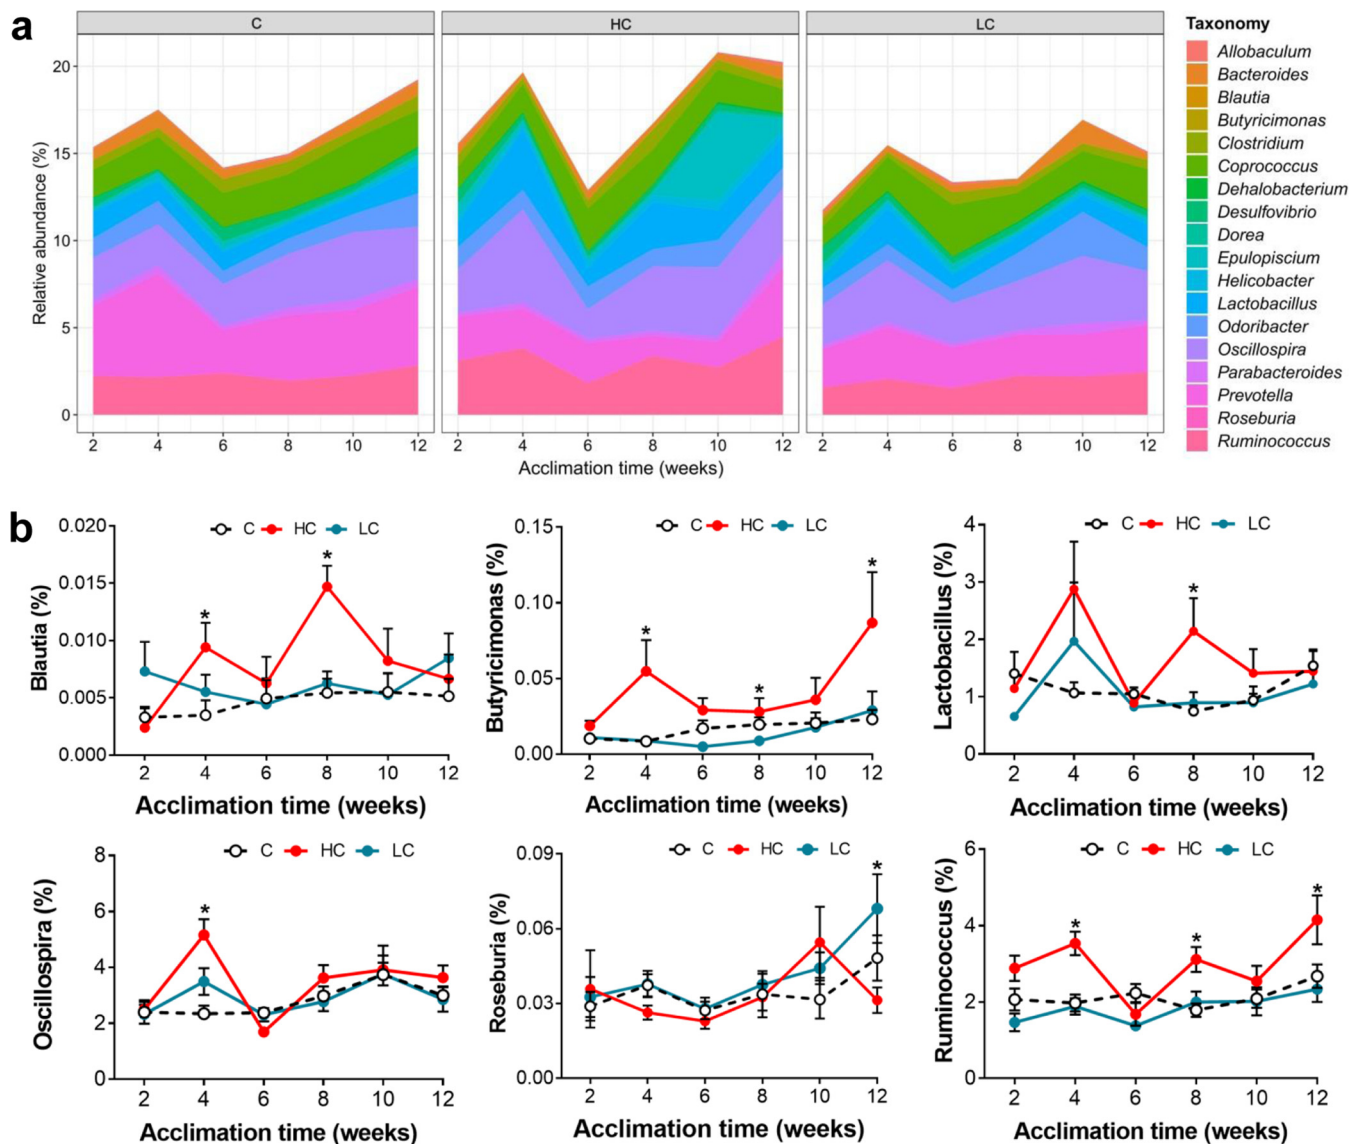 a
C HC LC
Taxonomy
Allobaculum
Bacteroides
Blautia
Butyricimonas
Clostridium
Coprococcus
Dehalobacterium
Desulfovibrio
Dorea
Epulopiscium
Helicobacter
Lactobacillus
Odoribacter
Oscillospira
Parabacteroides
Prevotella
Roseburia
Ruminococcus
Relative abundance (%)
20
15
10
5
0
2 4 6 8 10 12 2 4 6 8 10 12 2 4 6 8 10 12
Acclimation time (weeks)
b
C HC LC
Blautia (%)
0.020
0.015
0.010
0.005
0.000
* *
2 4 6 8 10 12
Acclimation time (weeks)
C HC LC
Butyricimonas (%)
0.15
0.10
0.05
0.00
* * *
2 4 6 8 10 12
Acclimation time (weeks)
C HC LC
Lactobacillus (%)
4
3
2
1
0
*
2 4 6 8 10 12
Acclimation time (weeks)
C HC LC
Oscillospira (%)
8
6
4
2
0
*
2 4 6 8 10 12
Acclimation time (weeks)
C HC LC
Roseburia (%)
0.09
0.06
0.03
0.00
*
2 4 6 8 10 12
Acclimation time (weeks)
C HC LC
Ruminococcus (%)
6
4
2
0
* * *
2 4 6 8 10 12
Acclimation time (weeks)